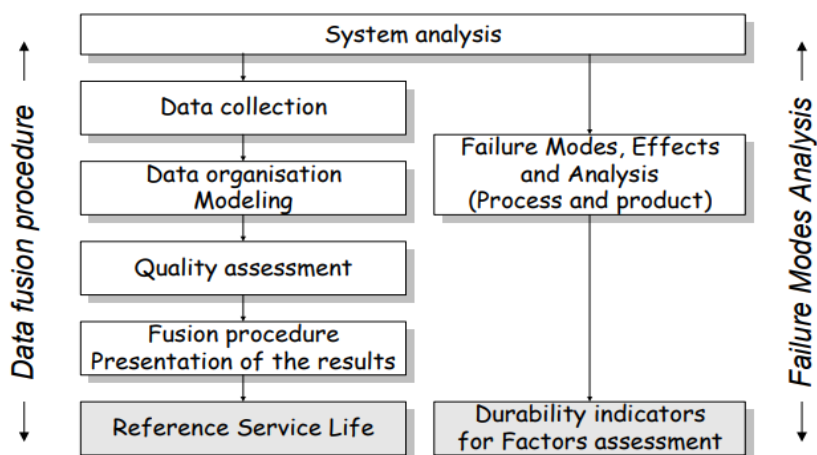 System analysis
Data fusion procedure
Data collection
Data organisation
Modeling
Quality assessment
Fusion procedure
Presentation of the results
Reference Service Life
Failure Modes, Effects
and Analysis
(Process and product)
Durability indicators
for Factors assessment
Failure Modes Analysis